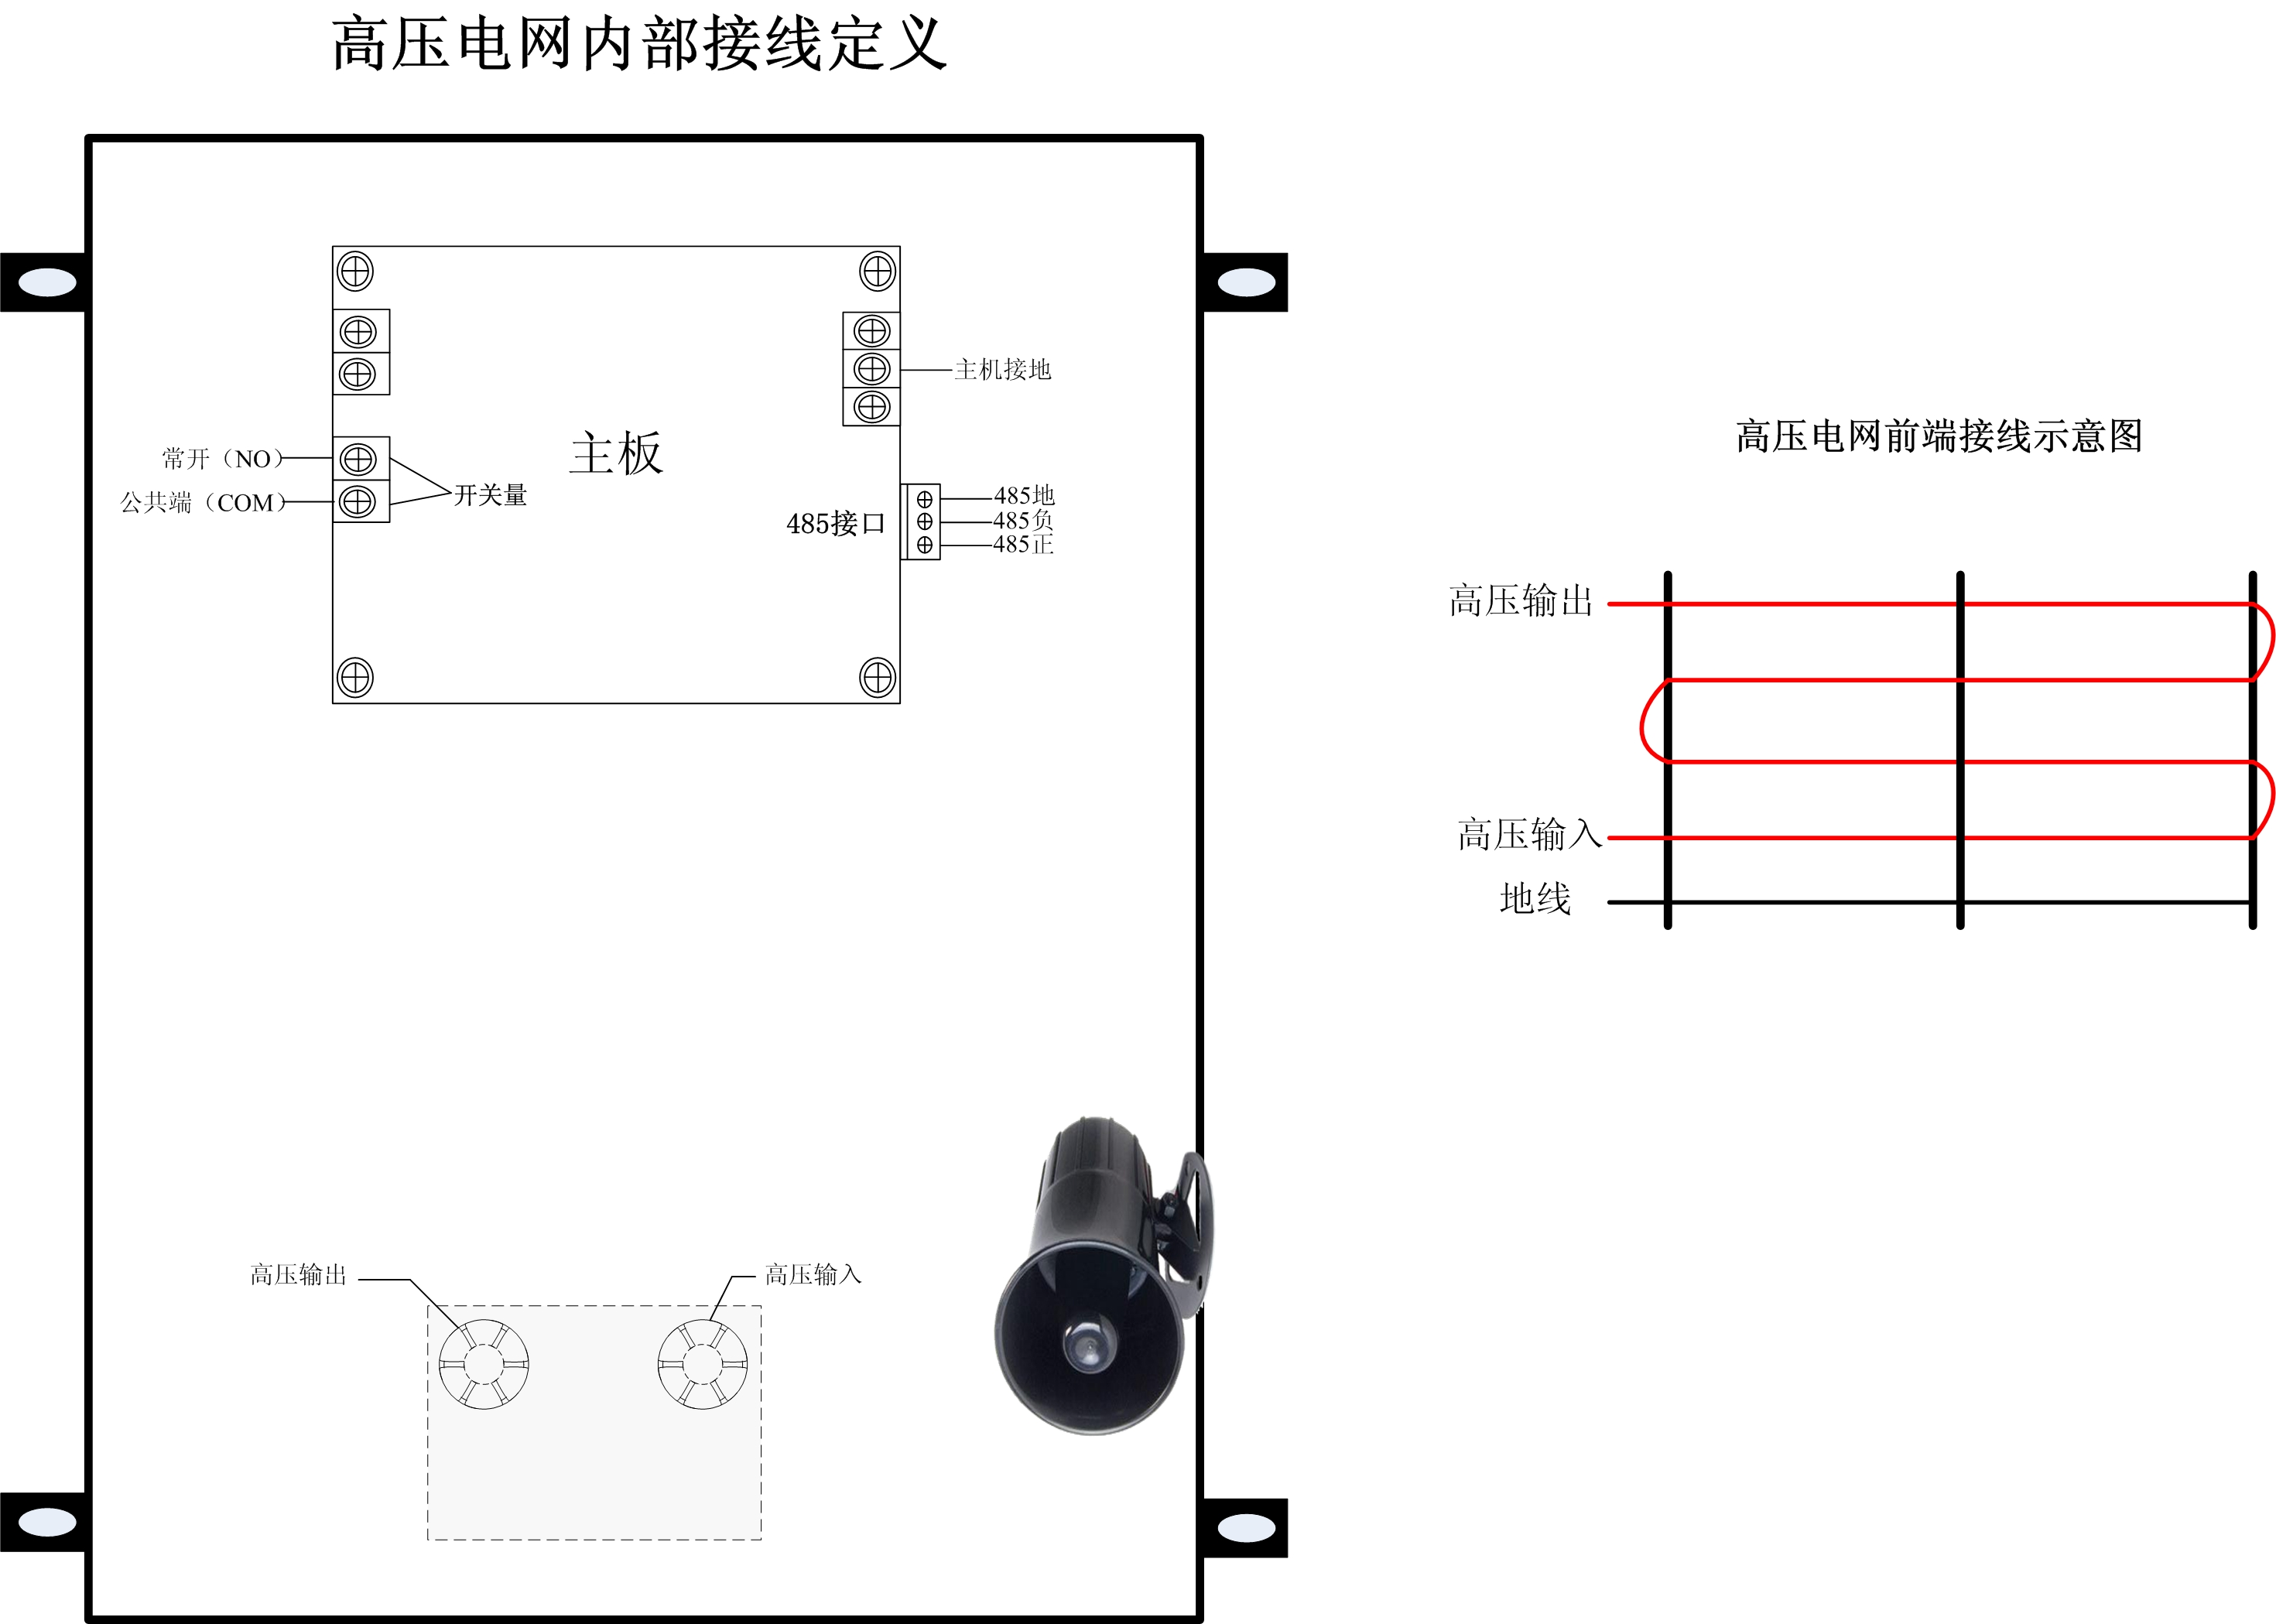 高压电网内部接线定义
主机接地
主板
常开（NO）
公共端（COM）
开关量
485接口
485地
485负
485正
高压输出
高压输入
高压电网前端接线示意图
高压输出
高压输入
地线